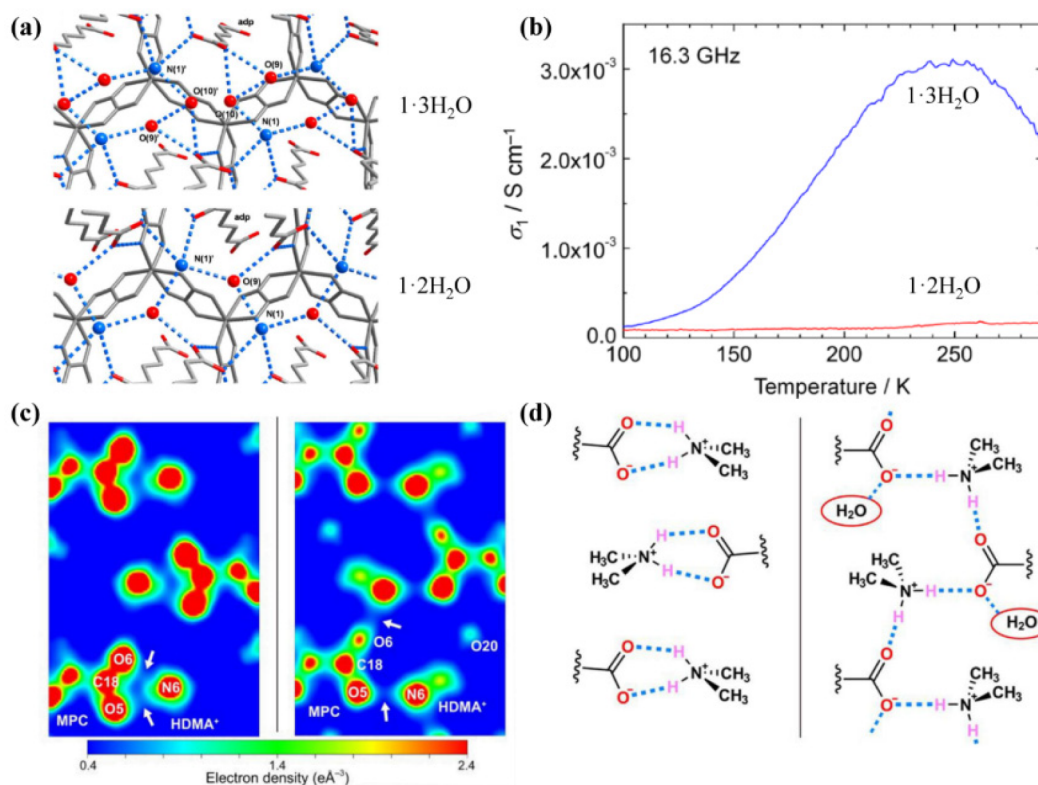 (a)
adp
N(1)'
O(9)
O(10)'
O(10)
N(1)
O(9)'
1·3H₂O
adp
N(1)'
O(9)
N(1)
1·2H₂O
(b)
16.3 GHz
1·3H₂O
1·2H₂O
σ₁ / S cm⁻¹
3.0x10⁻³
2.0x10⁻³
1.0x10⁻³
0.0
100 150 200 250
Temperature / K
(c)
O6
C18
O5
N6
MPC
HDMA⁺
O6
O20
C18
O5
N6
MPC
HDMA⁺
0.4 1.4 2.4
Electron density (eÅ⁻³)
(d)
O H
N⁺ CH₃
O⁻ H CH₃
H O
H₃C N⁺
H₃C H O⁻
O H
N⁺ CH₃
O⁻ H CH₃
O CH₃
O⁻ H N⁺ CH₃
H₂O H
O
H₃C
H₃C N⁺ H O⁻
H H₂O
O CH₃
O⁻ H N⁺ CH₃
H